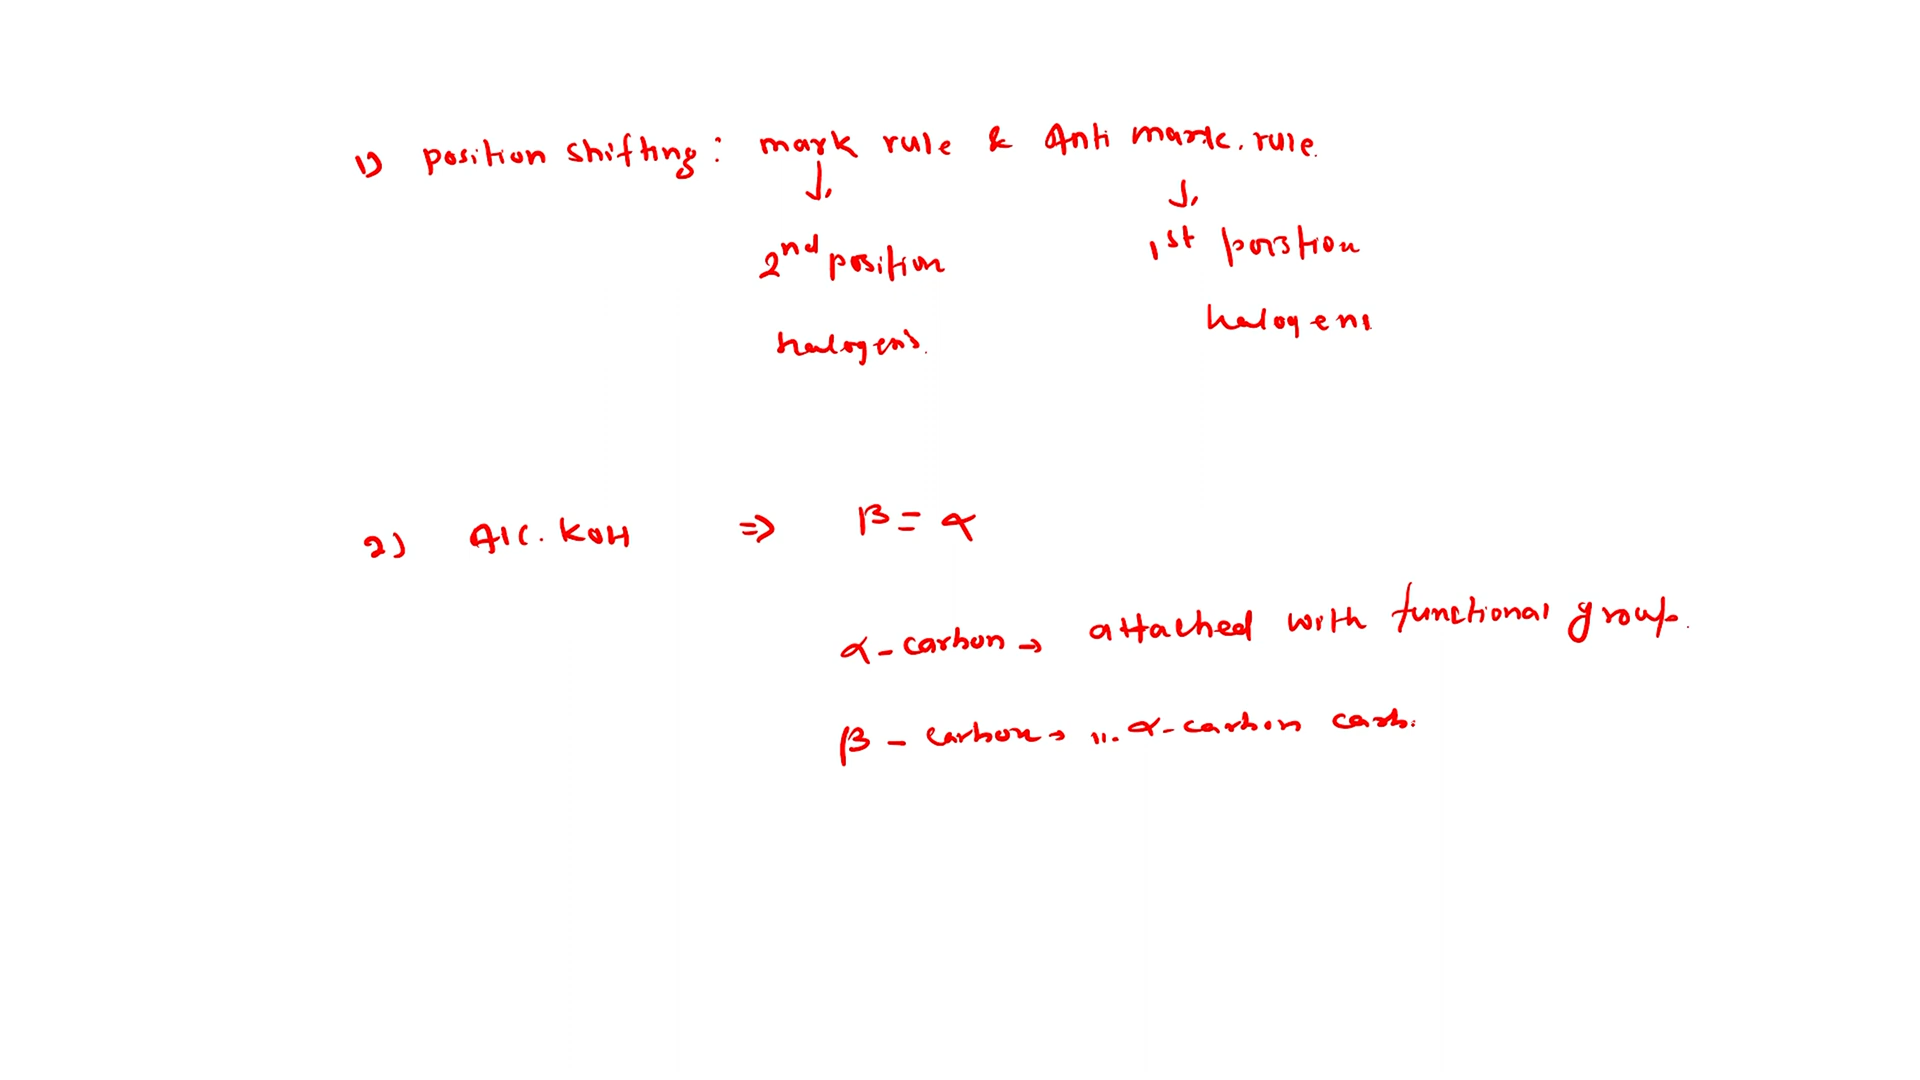 1) Position shifting : mark rule & Anti mark. rule.
↓ ↓
2nd position 1st position
halogens. halogens
2) Alc. KOH ⇒ β = α
α - carbon → attached with functional group.
β - carbon → ,, . α - carbon carb.